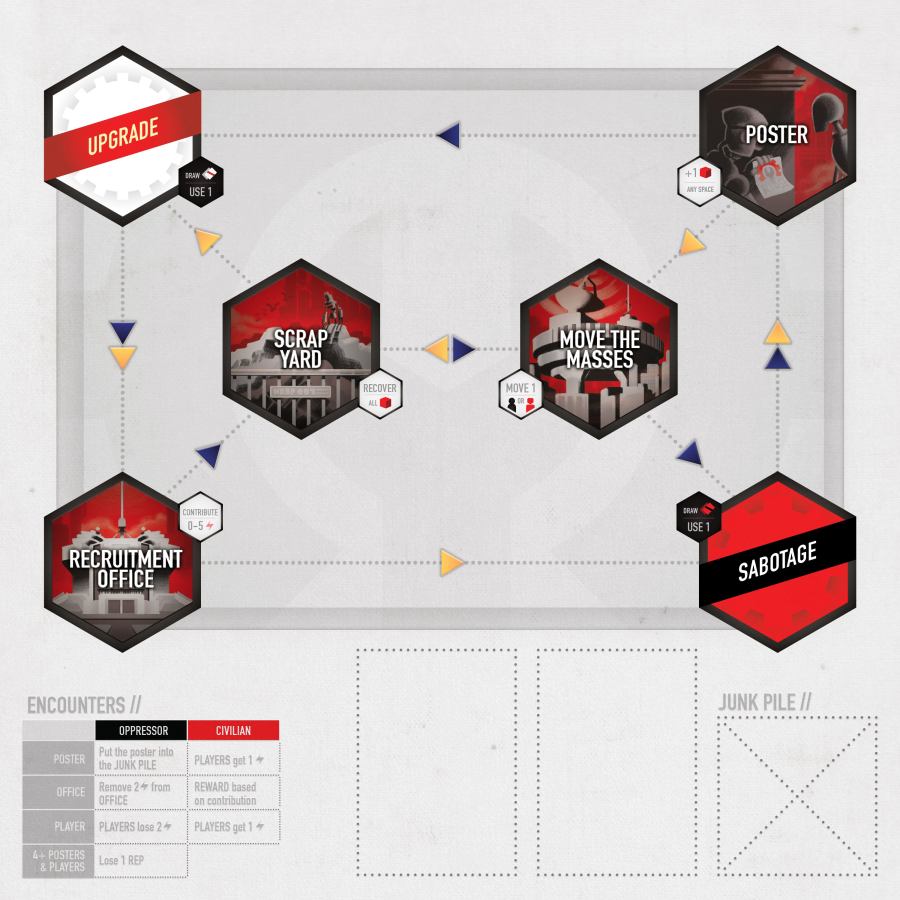 UPGRADE
DRAW
USE 1
POSTER
+1
ANY SPACE
SCRAP
YARD
RECOVER
ALL
MOVE THE
MASSES
MOVE 1
OR
RECRUITMENT
OFFICE
CONTRIBUTE
0-5
DRAW
USE 1
SABOTAGE
ENCOUNTERS //
OPPRESSOR
CIVILIAN
POSTER
Put the poster into
the JUNK PILE
PLAYERS get 1
OFFICE
Remove 2 from
OFFICE
REWARD based
on contribution
PLAYER
PLAYERS lose 2
PLAYERS get 1
4+ POSTERS
& PLAYERS
Lose 1 REP
JUNK PILE //